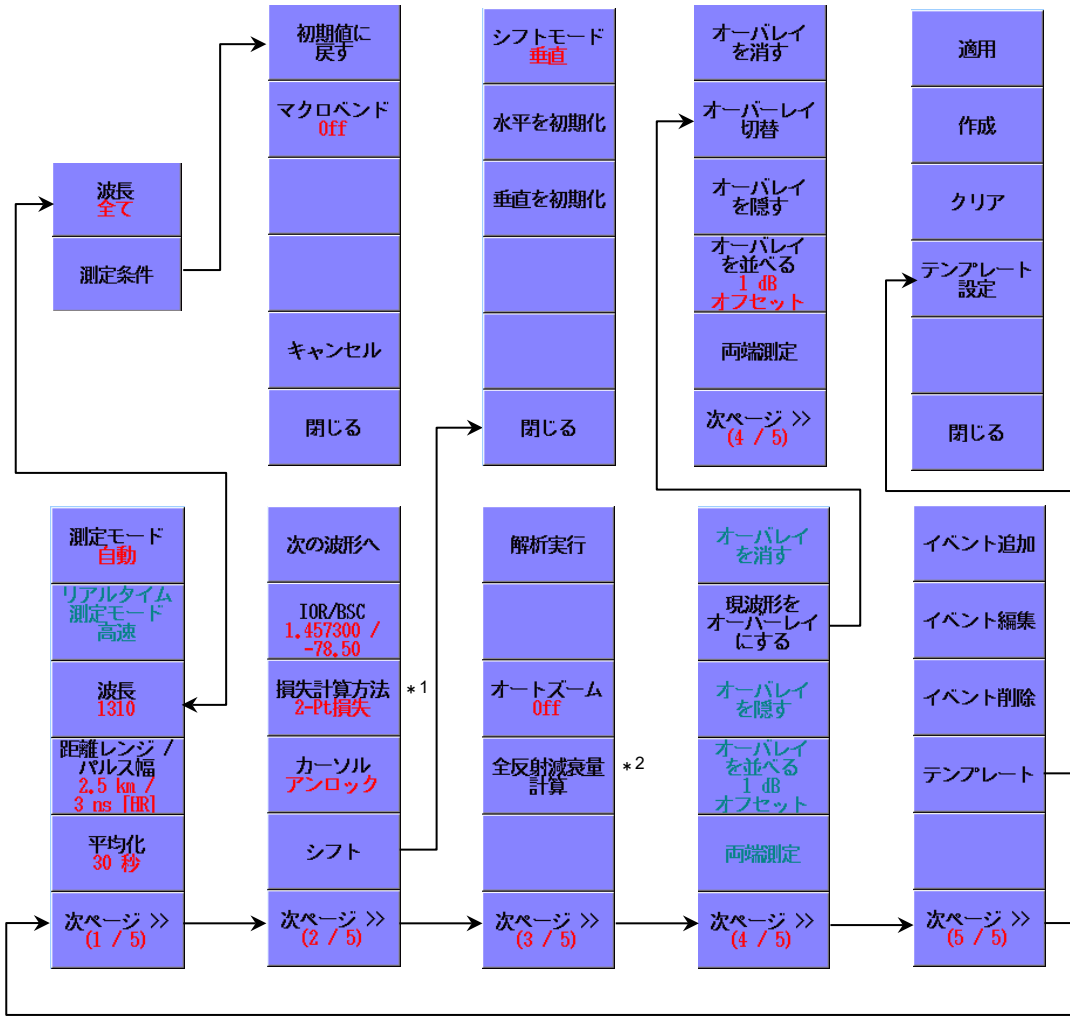 波長
全て
測定条件
初期値に
戻す
マクロベンド
Off
キャンセル
閉じる
シフトモード
垂直
水平を初期化
垂直を初期化
閉じる
オーバレイ
を消す
オーバーレイ
切替
オーバレイ
を隠す
オーバレイ
を並べる
1 dB
オフセット
両端測定
次ページ >>
(4 / 5)
適用
作成
クリア
テンプレート
設定
閉じる
測定モード
自動
リアルタイム
測定モード
高速
波長
1310
距離レンジ /
パルス幅
2.5 km /
3 ns [HR]
平均化
30 秒
次ページ >>
(1 / 5)
次の波形へ
IOR/BSC
1.457300 /
-78.50
損失計算方法
2-Pt損失
*1
カーソル
アンロック
シフト
次ページ >>
(2 / 5)
解析実行
オートズーム
Off
全反射減衰量
計算
*2
次ページ >>
(3 / 5)
オーバレイ
を消す
現波形を
オーバーレイ
にする
オーバレイ
を隠す
オーバレイ
を並べる
1 dB
オフセット
両端測定
次ページ >>
(4 / 5)
イベント追加
イベント編集
イベント削除
テンプレート
次ページ >>
(5 / 5)